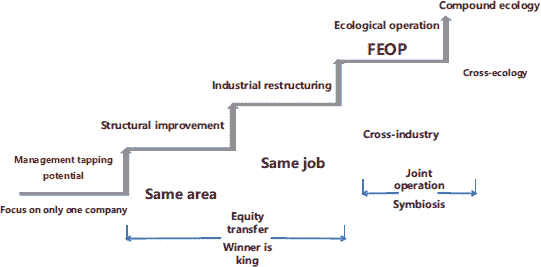 Compound ecology
Ecological operation
FEOP
Cross-ecology
Industrial restructuring
Structural improvement
Cross-industry
Same job
Management tapping
potential
Joint
operation
Same area
Symbiosis
Focus on only one company
Equity
transfer
Winner is
king